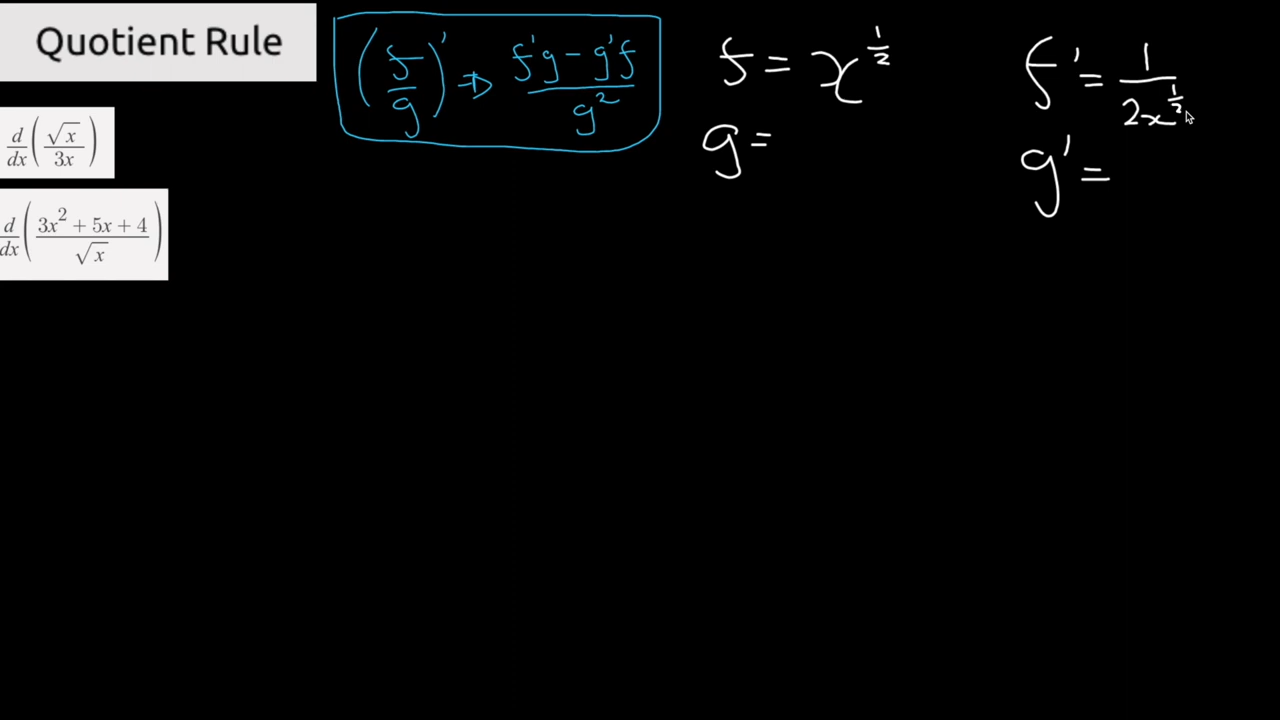 Quotient Rule
(f/g)' ⇒ (f'g - g'f)/g²
f = x^(1/2)
f' = 1/(2x^(1/2))
g =
g' =
d/dx(√x/3x)
d/dx((3x² + 5x + 4)/√x)